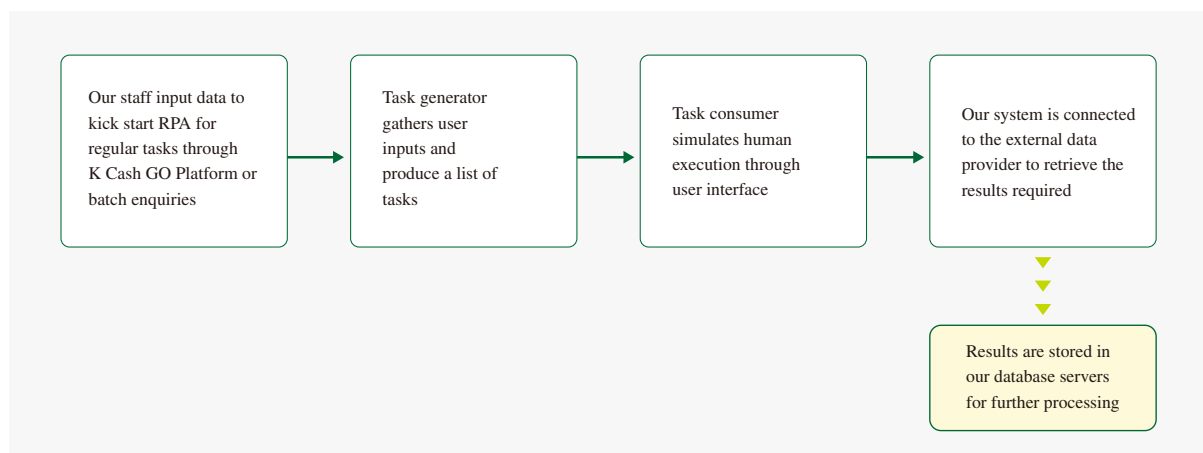 Our staff input data to
kick start RPA for
regular tasks through
K Cash GO Platform or
batch enquiries
Task generator
gathers user
inputs and
produce a list of
tasks
Task consumer
simulates human
execution through
user interface
Our system is connected
to the external data
provider to retrieve the
results required
Results are stored in
our database servers
for further processing